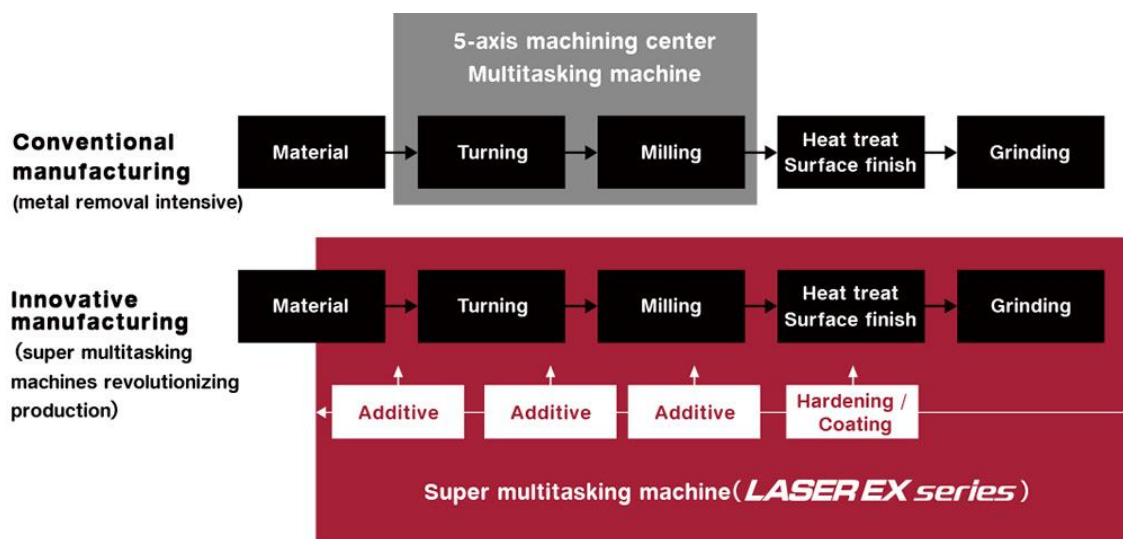 5-axis machining center
Multitasking machine
Conventional
manufacturing
(metal removal intensive)
Material
Turning
Milling
Heat treat
Surface finish
Grinding
Innovative
manufacturing
(super multitasking
machines revolutionizing
production)
Material
Turning
Milling
Heat treat
Surface finish
Grinding
Additive
Additive
Additive
Hardening /
Coating
Super multitasking machine(LASER EX series)